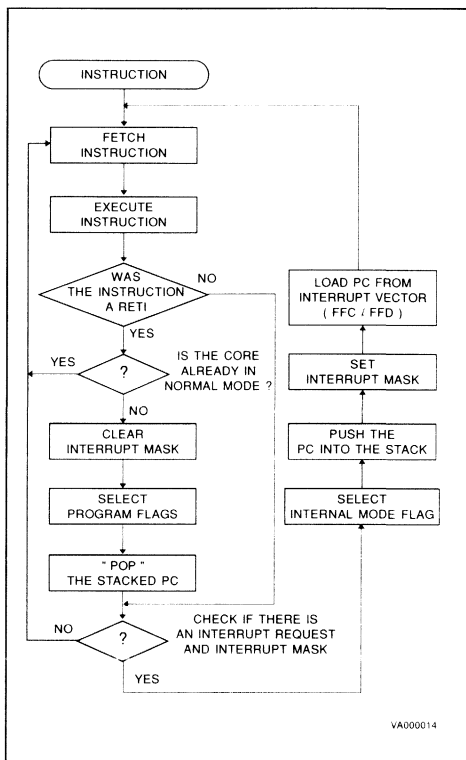 INSTRUCTION
FETCH
INSTRUCTION
EXECUTE
INSTRUCTION
WAS
THE INSTRUCTION
A RETI
NO
YES
YES
?
IS THE CORE
ALREADY IN
NORMAL MODE ?
NO
CLEAR
INTERRUPT MASK
SELECT
PROGRAM FLAGS
" POP "
THE STACKED PC
NO
?
CHECK IF THERE IS
AN INTERRUPT REQUEST
AND INTERRUPT MASK
YES
LOAD PC FROM
INTERRUPT VECTOR
( FFC / FFD )
SET
INTERRUPT MASK
PUSH THE
PC INTO THE STACK
SELECT
INTERNAL MODE FLAG
VA000014